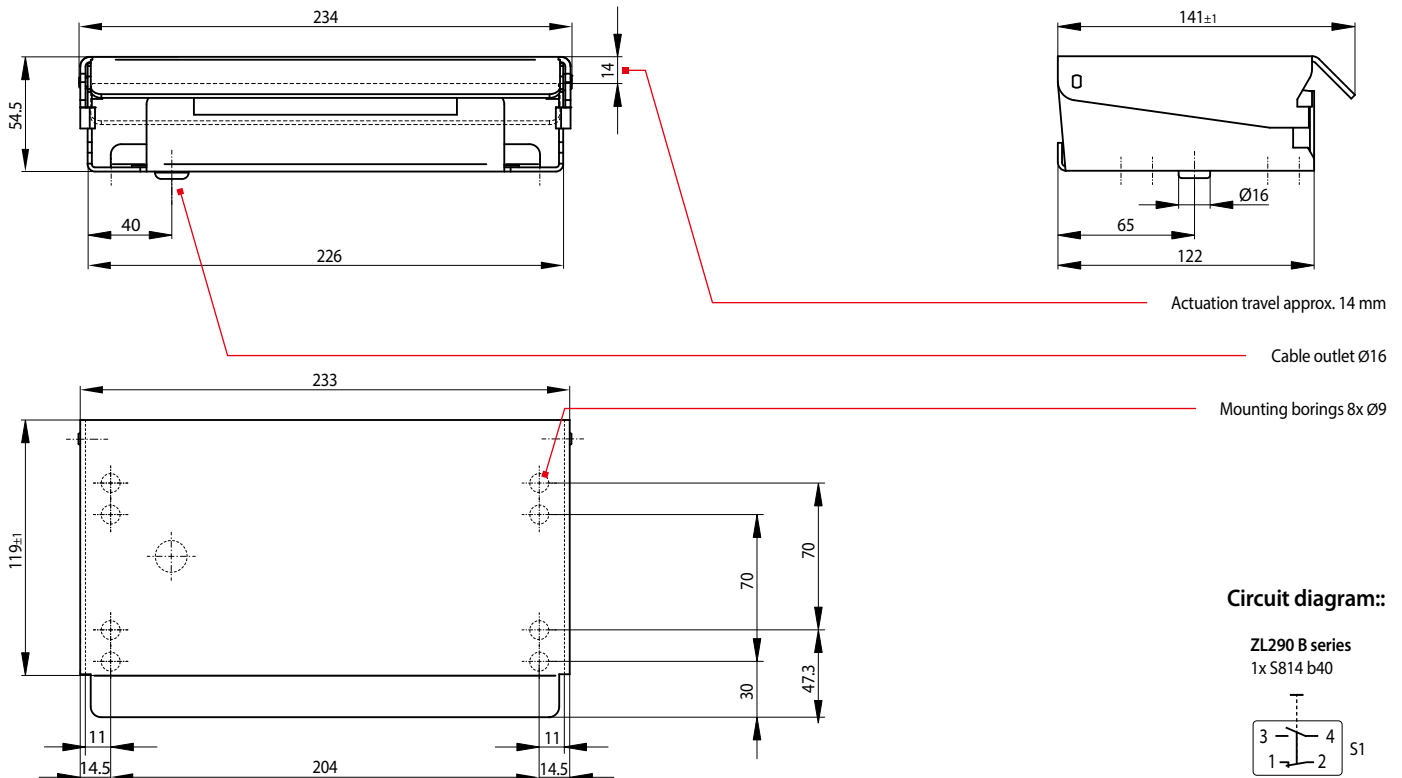 234
141±1
14
54.5
Ø16
40
65
226
122
Actuation travel approx. 14 mm
Cable outlet Ø16
233
Mounting borings 8x Ø9
119±1
70
70
Circuit diagram::
ZL290 B series
1x S814 b40
30
47.3
11
11
3
4
S1
1
2
14.5
204
14.5